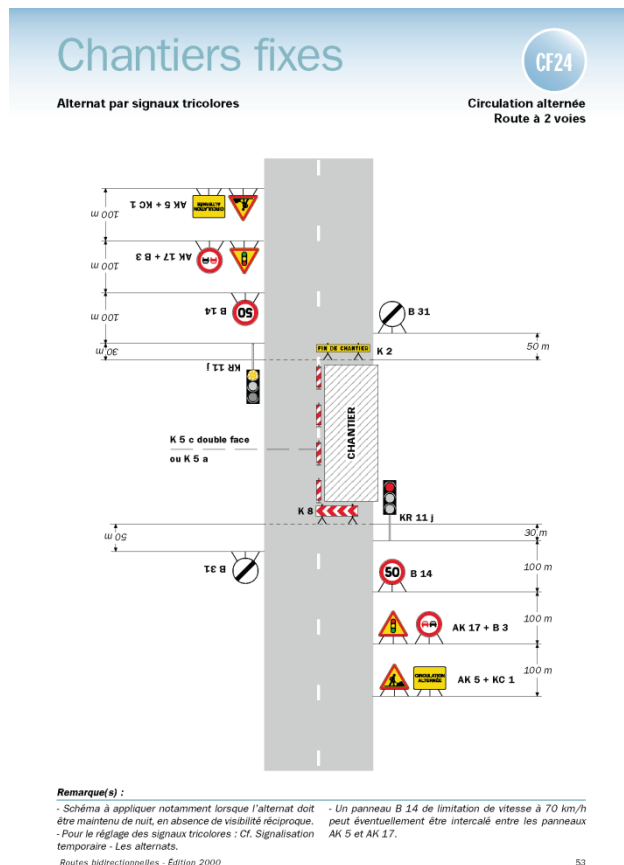 Chantiers fixes
CF24
Alternat par signaux tricolores
Circulation alternée
Route à 2 voies
100 m
CIRCULATION ALTERNÉE
AK 5 + KC 1
100 m
AK 17 + B 3
100 m
B 14
50
B 31
30 m
KR 11 j
FIN DE CHANTIER
K 2
50 m
K 5 c double face
ou K 5 a
CHANTIER
K 8
KR 11 j
50 m
30 m
B 31
50
B 14
100 m
AK 17 + B 3
100 m
CIRCULATION
ALTERNÉE
AK 5 + KC 1
100 m
Remarque(s) :
- Schéma à appliquer notamment lorsque l'alternat doit
être maintenu de nuit, en absence de visibilité réciproque.
- Pour le réglage des signaux tricolores : Cf. Signalisation
temporaire - Les alternats.
- Un panneau B 14 de limitation de vitesse à 70 km/h
peut éventuellement être intercalé entre les panneaux
AK 5 et AK 17.
Routes bidirectionnelles - Édition 2000
53